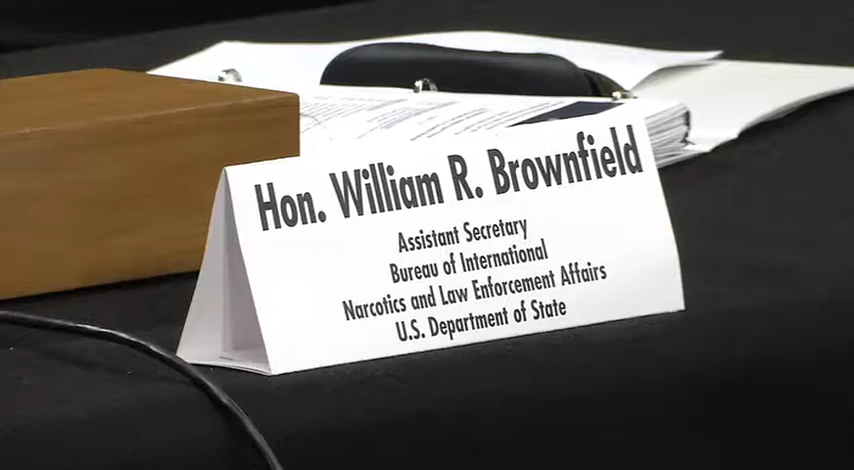 Hon. William R. Brownfield
Assistant Secretary
Bureau of International
Narcotics and Law Enforcement Affairs
U.S. Department of State